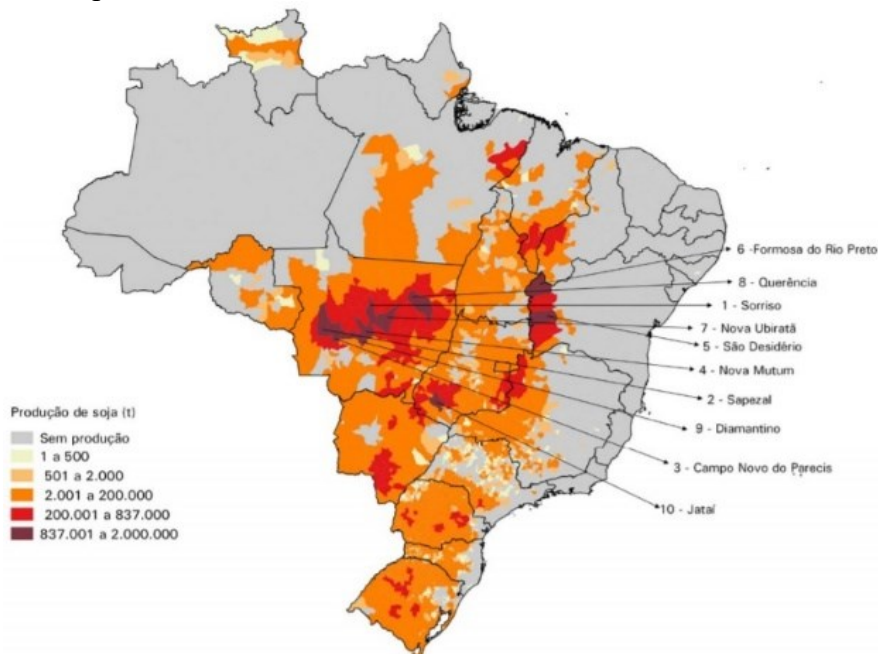 6 -Formosa do Rio Preto
8 - Querência
1 - Sorriso
7 - Nova Ubiratã
5 - São Desidério
4 - Nova Mutum
2 - Sapezal
9 - Diamantino
3 - Campo Novo do Parecis
10 - Jataí
Produção de soja (t)
Sem produção
1 a 500
501 a 2.000
2.001 a 200.000
200.001 a 837.000
837.001 a 2.000.000